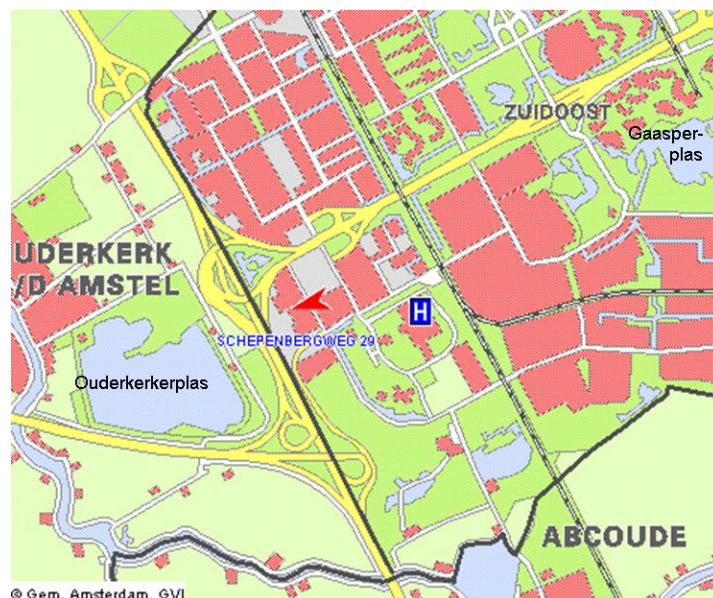 ZUIDOOST
Gaasper-
plas
UDERKERK
/D AMSTEL
H
SCHEPENBERGWEG 29
Ouderkerkerplas
ABCOUDE
© Gem. Amsterdam, GVI